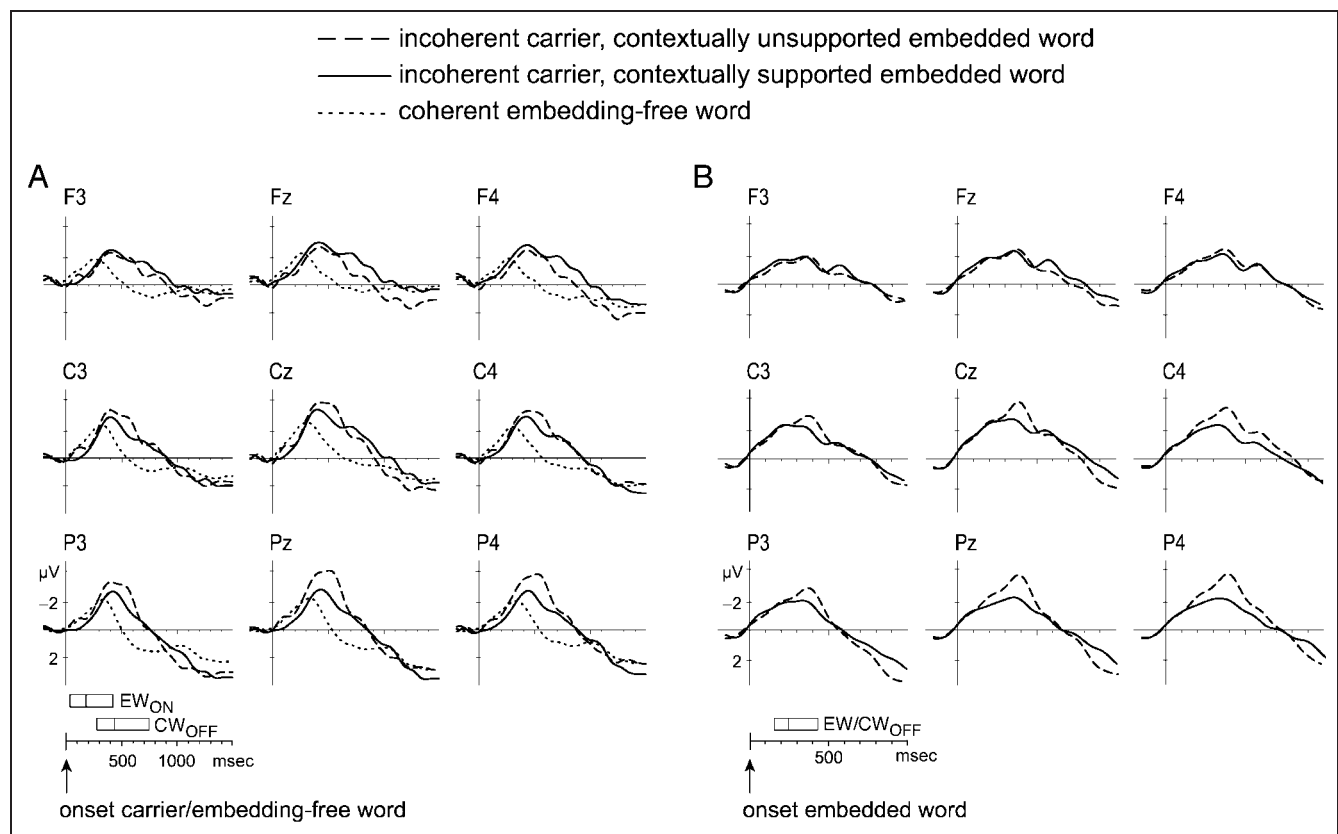 incoherent carrier, contextually unsupported embedded word
incoherent carrier, contextually supported embedded word
coherent embedding-free word
A
F3 Fz F4
C3 Cz C4
P3 Pz P4
µV
−2
2
EWON
CWOFF
500 1000 msec
onset carrier/embedding-free word
B
F3 Fz F4
C3 Cz C4
P3 Pz P4
µV
−2
2
EW/CWOFF
500 msec
onset embedded word